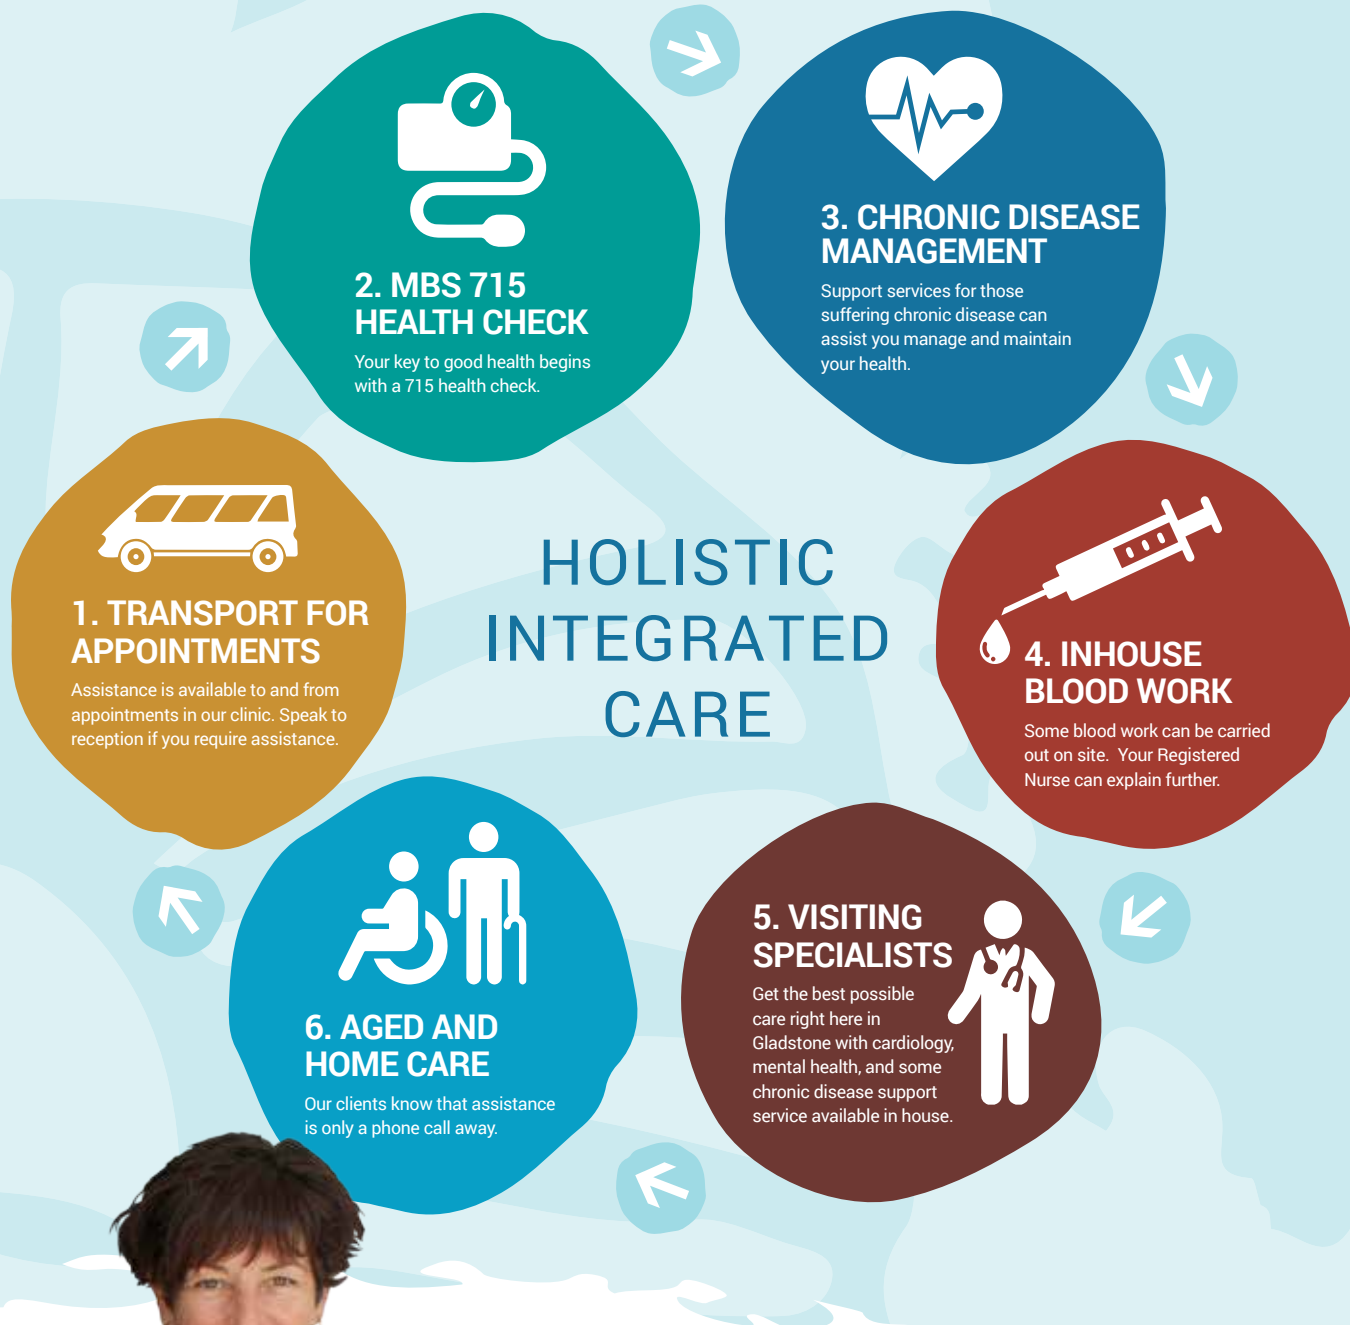 2. MBS 715
HEALTH CHECK
Your key to good health begins
with a 715 health check.
3. CHRONIC DISEASE
MANAGEMENT
Support services for those
suffering chronic disease can
assist you manage and maintain
your health.
1. TRANSPORT FOR
APPOINTMENTS
Assistance is available to and from
appointments in our clinic. Speak to
reception if you require assistance.
HOLISTIC
INTEGRATED
CARE
4. INHOUSE
BLOOD WORK
Some blood work can be carried
out on site.  Your Registered
Nurse can explain further.
5. VISITING
SPECIALISTS
Get the best possible
care right here in
Gladstone with cardiology,
mental health, and some
chronic disease support
service available in house.
6. AGED AND
HOME CARE
Our clients know that assistance
is only a phone call away.